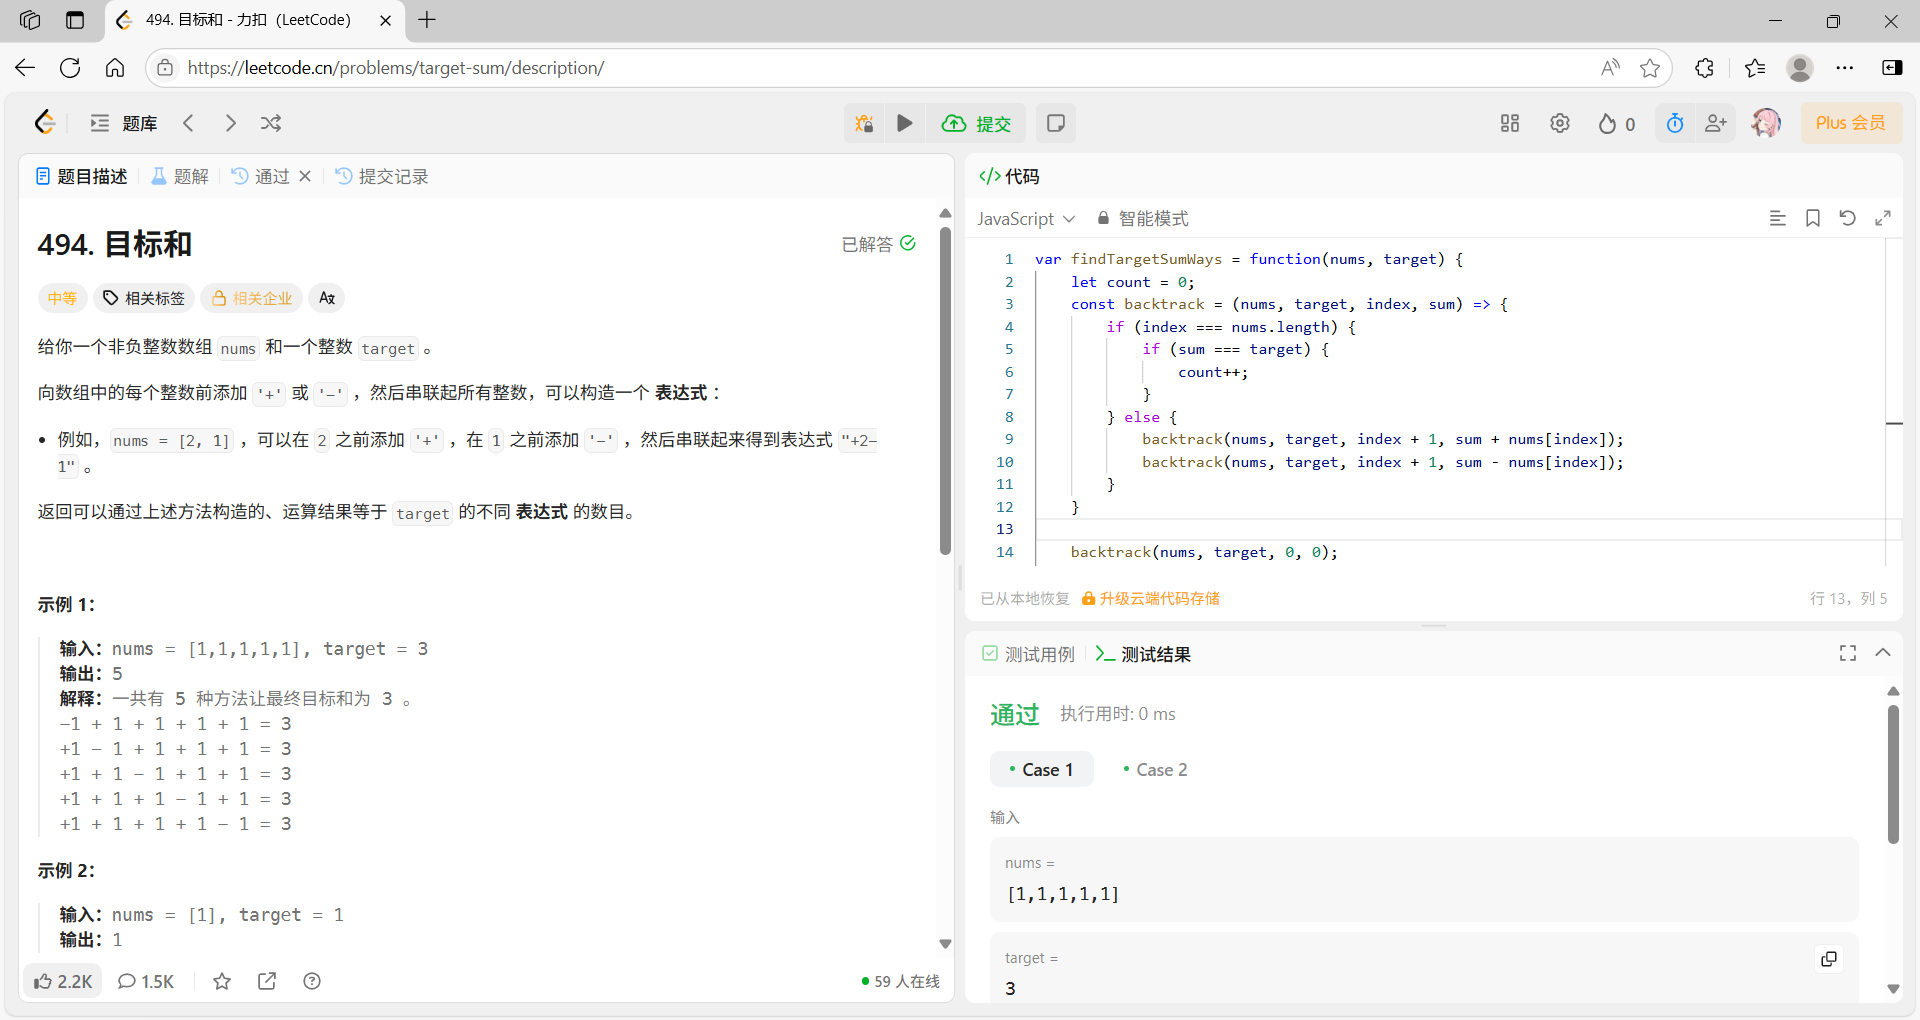 494. 目标和 - 力扣（LeetCode）
https://leetcode.cn/problems/target-sum/description/
题库
提交
0
Plus 会员
题目描述
题解
通过
提交记录
494. 目标和
已解答
中等
相关标签
相关企业
给你一个非负整数数组 nums 和一个整数 target 。
向数组中的每个整数前添加 '+' 或 '-' ，然后串联起所有整数，可以构造一个 表达式 ：
例如，nums = [2, 1] ，可以在 2 之前添加 '+' ，在 1 之前添加 '-' ，然后串联起来得到表达式 "+2-
1" 。
返回可以通过上述方法构造的、运算结果等于 target 的不同 表达式 的数目。
示例 1：
输入：nums = [1,1,1,1,1], target = 3
输出：5
解释：一共有 5 种方法让最终目标和为 3 。
-1 + 1 + 1 + 1 + 1 = 3
+1 - 1 + 1 + 1 + 1 = 3
+1 + 1 - 1 + 1 + 1 = 3
+1 + 1 + 1 - 1 + 1 = 3
+1 + 1 + 1 + 1 - 1 = 3
示例 2：
输入：nums = [1], target = 1
输出：1
2.2K
1.5K
59 人在线
</> 代码
JavaScript
智能模式
1 var findTargetSumWays = function(nums, target) {
2     let count = 0;
3     const backtrack = (nums, target, index, sum) => {
4         if (index === nums.length) {
5             if (sum === target) {
6                 count++;
7             }
8         } else {
9             backtrack(nums, target, index + 1, sum + nums[index]);
10             backtrack(nums, target, index + 1, sum - nums[index]);
11         }
12     }
13
14     backtrack(nums, target, 0, 0);
已从本地恢复
升级云端代码存储
行 13，列 5
测试用例
测试结果
通过
执行用时: 0 ms
Case 1
Case 2
输入
nums =
[1,1,1,1,1]
target =
3